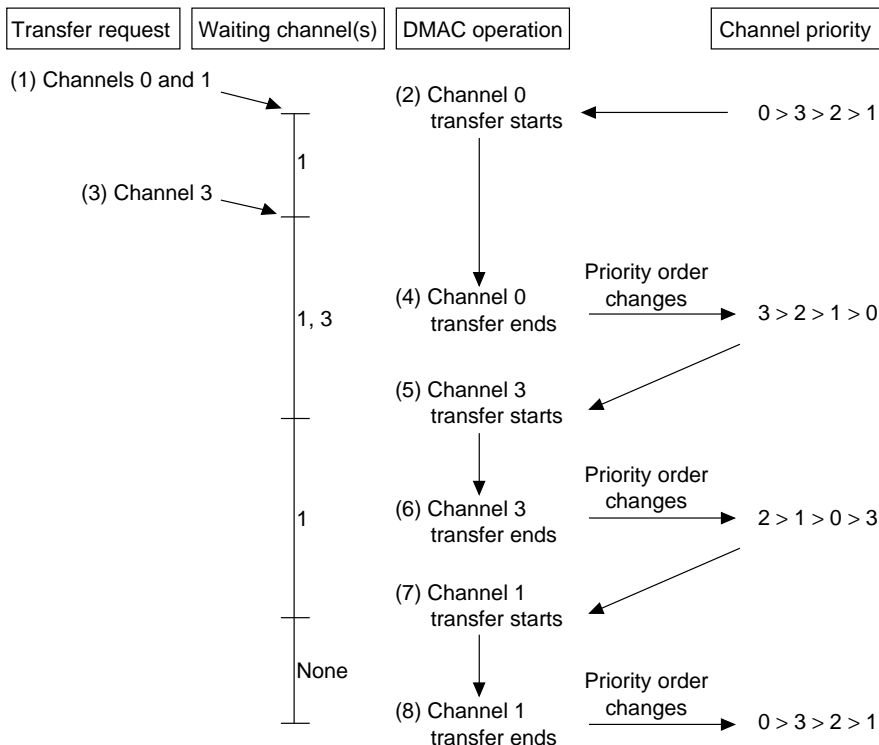 Transfer request
Waiting channel(s)
DMAC operation
Channel priority
(1) Channels 0 and 1
(2) Channel 0
transfer starts
0 > 3 > 2 > 1
1
(3) Channel 3
1, 3
(4) Channel 0
transfer ends
Priority order
changes
3 > 2 > 1 > 0
(5) Channel 3
transfer starts
1
(6) Channel 3
transfer ends
Priority order
changes
2 > 1 > 0 > 3
(7) Channel 1
transfer starts
None
(8) Channel 1
transfer ends
Priority order
changes
0 > 3 > 2 > 1